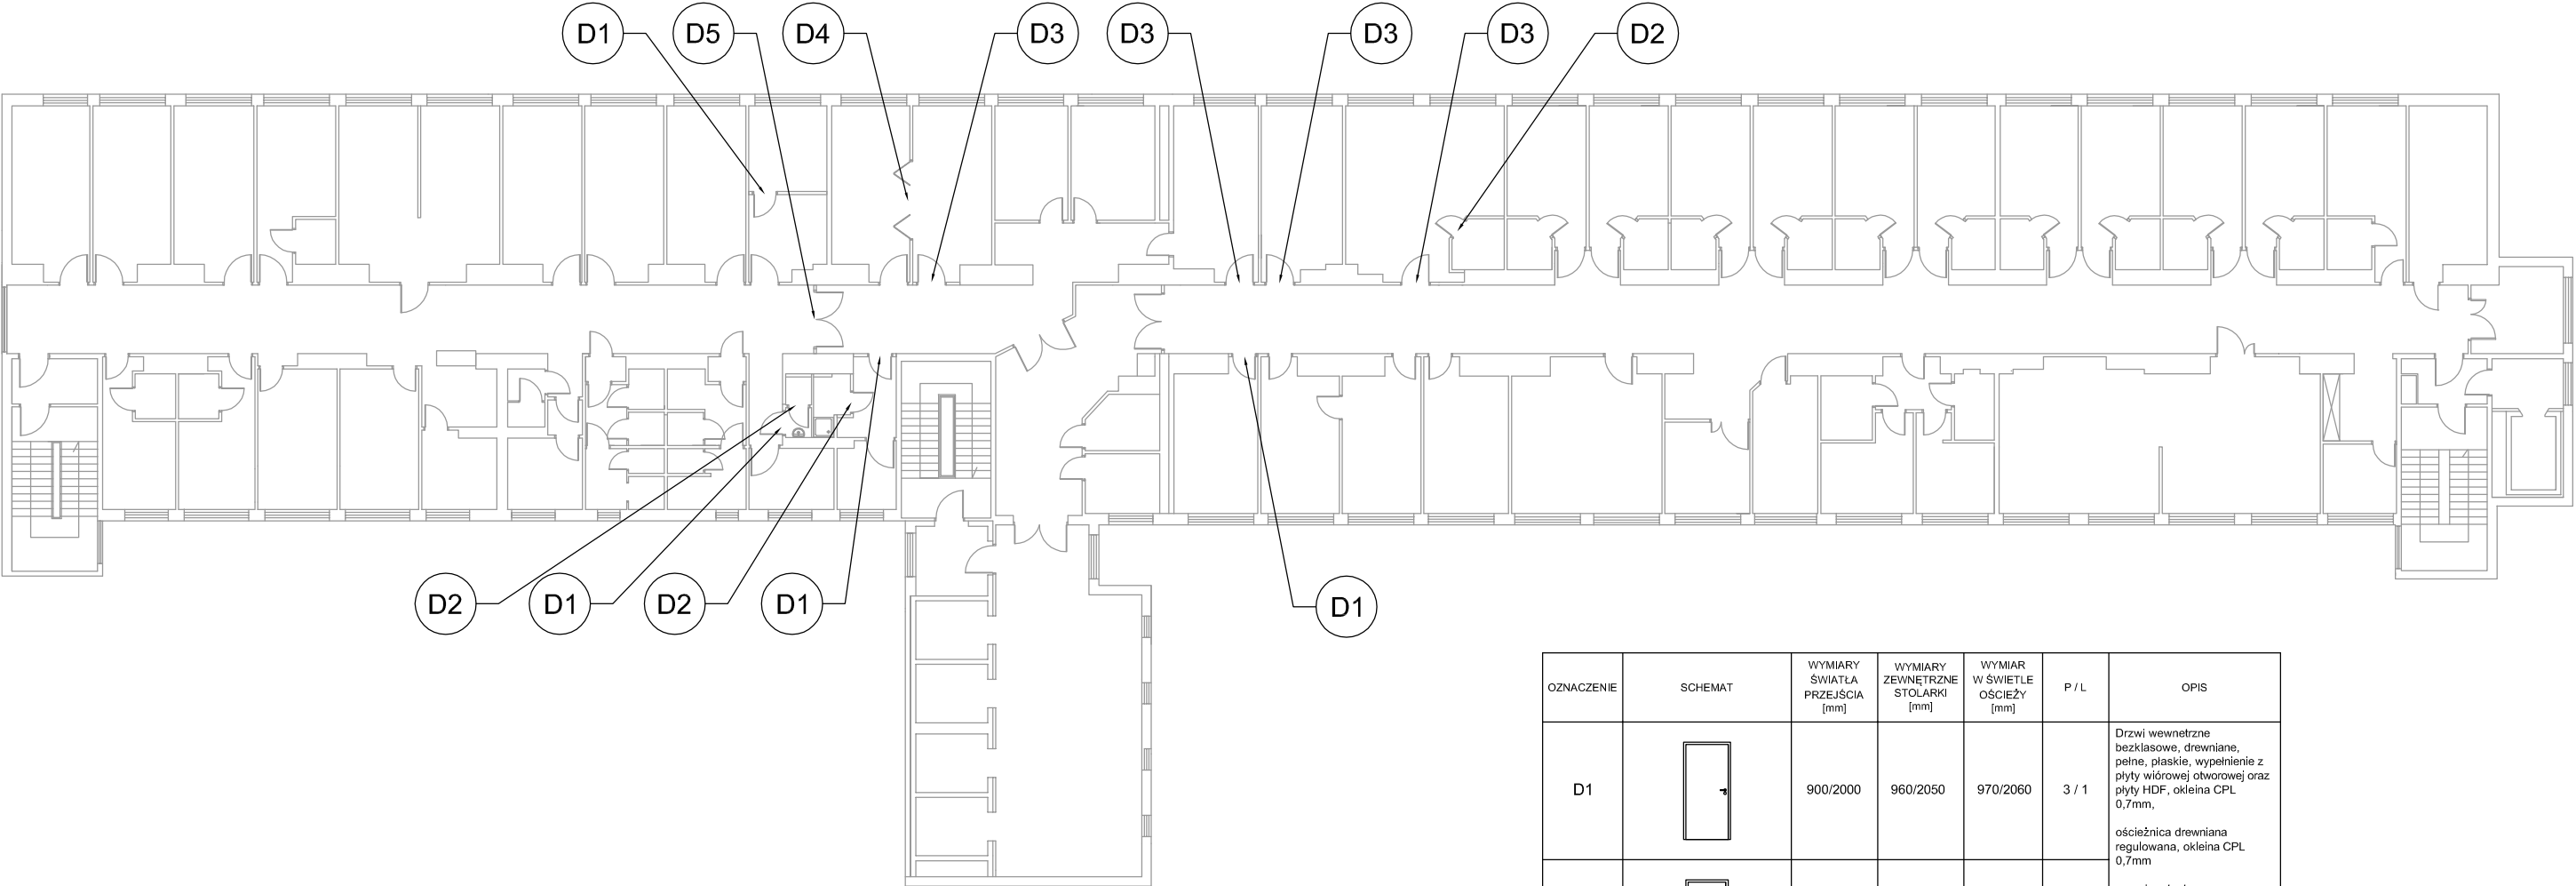 D1 D5 D4 D3 D3 D3 D3 D2
D2 D1 D2 D1 D1
OZNACZENIE
SCHEMAT
WYMIARY
ŚWIATŁA
PRZEJŚCIA
[mm]
WYMIARY
ZEWNĘTRZNE
STOLARKI
[mm]
WYMIAR
W ŚWIETLE
OŚCIEŻY
[mm]
P / L
OPIS
D1
900/2000
960/2050
970/2060
3 / 1
Drzwi wewnetrzne
bezklasowe, drewniane,
pełne, płaskie, wypełnienie z
płyty wiórowej otworowej oraz
płyty HDF, okleina CPL
0,7mm,
ościeżnica drewniana
regulowana, okleina CPL
0,7mm